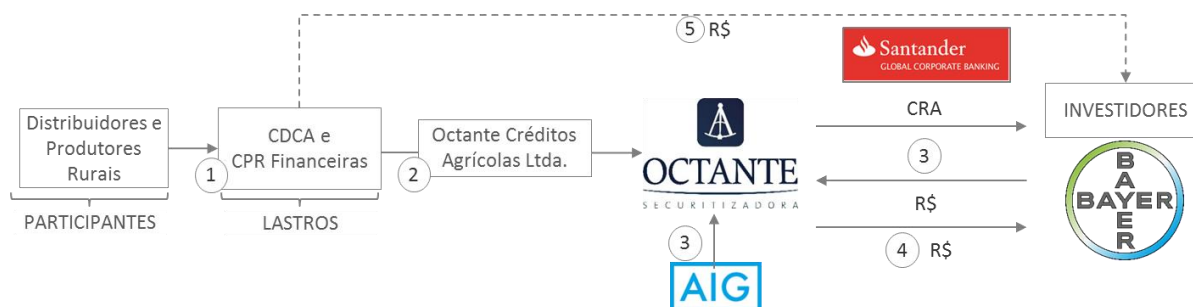 5 R$
Santander
GLOBAL CORPORATE BANKING
Distribuidores e
Produtores
Rurais
1
CDCA e
CPR Financeiras
2
Octante Créditos
Agrícolas Ltda.
OCTANTE
SECURITIZADORA
CRA
3
R$
4 R$
INVESTIDORES
BAYER
BAYER
PARTICIPANTES
LASTROS
3
AIG